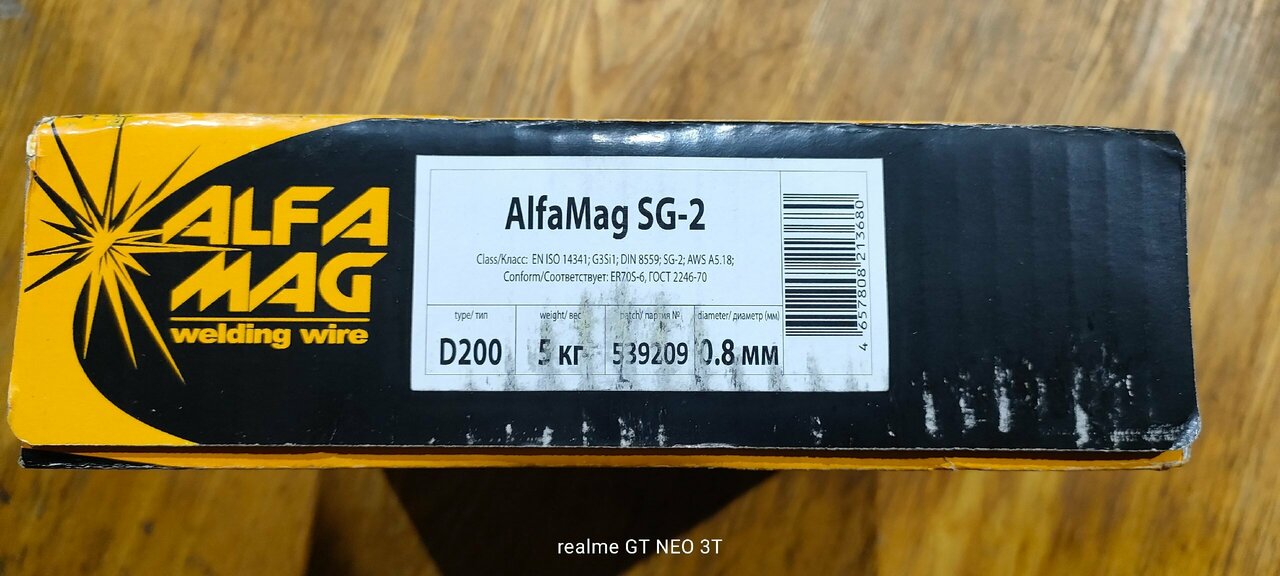 ALFA
MAG
welding wire
AlfaMag SG-2
Class/Класс: EN ISO 14341; G3Si1; DIN 8559; SG-2; AWS A5.18;
Conform/Соответствует: ER70S-6, ГОСТ 2246-70
type/ тип weight/ вес batch/ партия № diameter/ диаметр (мм)
D200 5 кг 539209 0.8 мм
4 657808 213680
realme GT NEO 3T